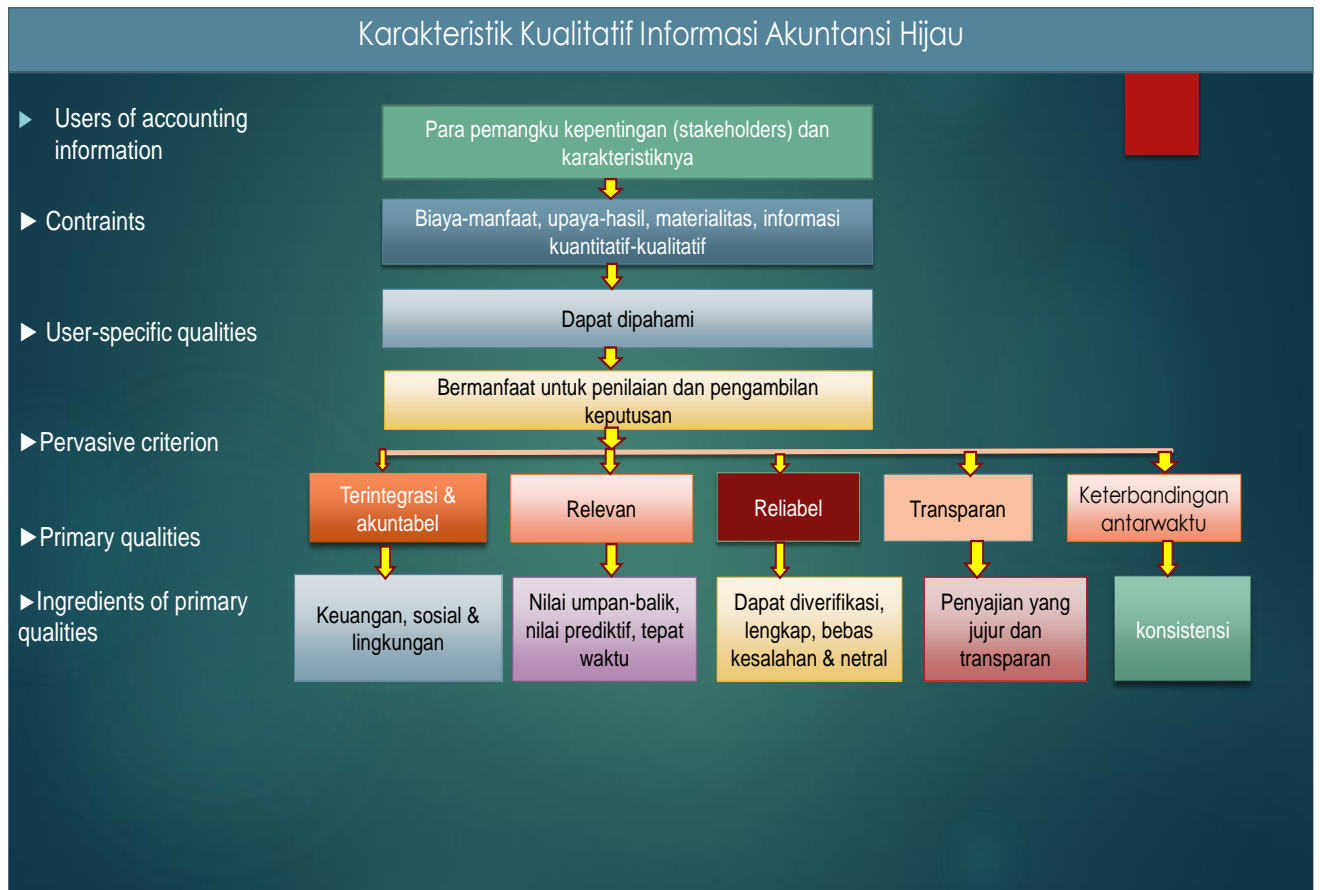 Karakteristik Kualitatif Informasi Akuntansi Hijau
Users of accounting
information
Para pemangku kepentingan (stakeholders) dan
karakteristiknya
Contraints
Biaya-manfaat, upaya-hasil, materialitas, informasi
kuantitatif-kualitatif
User-specific qualities
Dapat dipahami
Bermanfaat untuk penilaian dan pengambilan
keputusan
Pervasive criterion
Primary qualities
Terintegrasi &
akuntabel
Relevan
Reliabel
Transparan
Keterbandingan
antarwaktu
Ingredients of primary
qualities
Keuangan, sosial &
lingkungan
Nilai umpan-balik,
nilai prediktif, tepat
waktu
Dapat diverifikasi,
lengkap, bebas
kesalahan & netral
Penyajian yang
jujur dan
transparan
konsistensi